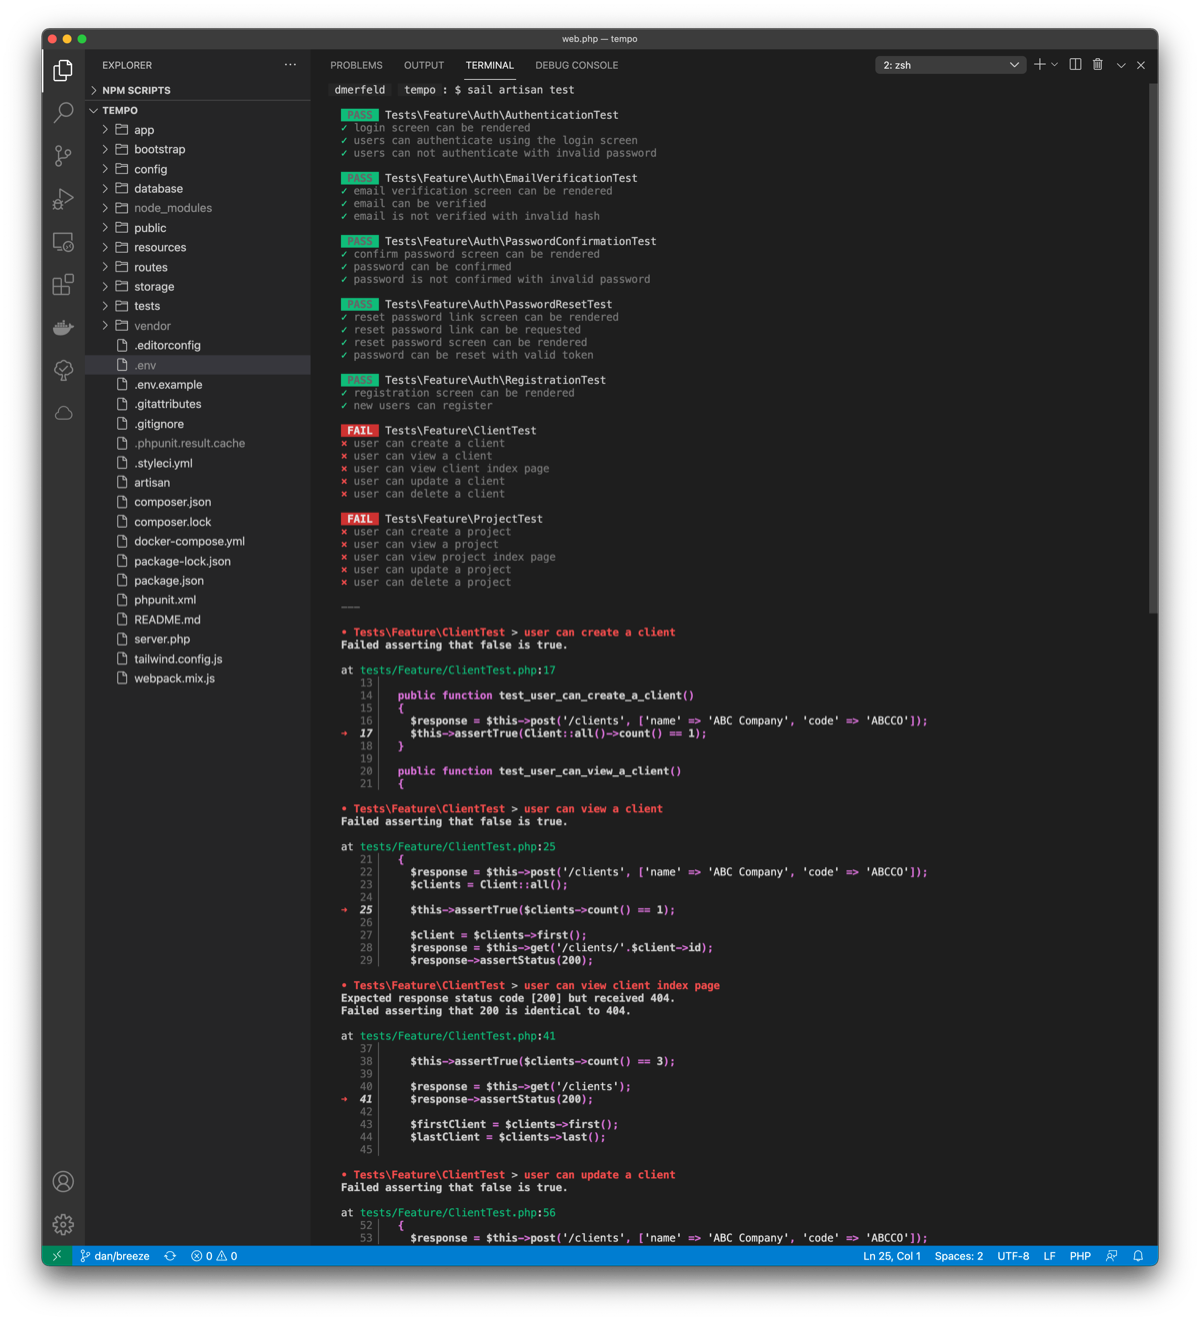 web.php — tempo
EXPLORER
NPM SCRIPTS
TEMPO
app
bootstrap
config
database
node_modules
public
resources
routes
storage
tests
vendor
.editorconfig
.env
.env.example
.gitattributes
.gitignore
.phpunit.result.cache
.styleci.yml
artisan
composer.json
composer.lock
docker-compose.yml
package-lock.json
package.json
phpunit.xml
README.md
server.php
tailwind.config.js
webpack.mix.js
PROBLEMS OUTPUT TERMINAL DEBUG CONSOLE 2: zsh
dmerfeld tempo : $ sail artisan test
PASS Tests\Feature\Auth\AuthenticationTest
✓ login screen can be rendered
✓ users can authenticate using the login screen
✓ users can not authenticate with invalid password
PASS Tests\Feature\Auth\EmailVerificationTest
✓ email verification screen can be rendered
✓ email can be verified
✓ email is not verified with invalid hash
PASS Tests\Feature\Auth\PasswordConfirmationTest
✓ confirm password screen can be rendered
✓ password can be confirmed
✓ password is not confirmed with invalid password
PASS Tests\Feature\Auth\PasswordResetTest
✓ reset password link screen can be rendered
✓ reset password link can be requested
✓ reset password screen can be rendered
✓ password can be reset with valid token
PASS Tests\Feature\Auth\RegistrationTest
✓ registration screen can be rendered
✓ new users can register
FAIL Tests\Feature\ClientTest
⨯ user can create a client
⨯ user can view a client
⨯ user can view client index page
⨯ user can update a client
⨯ user can delete a client
FAIL Tests\Feature\ProjectTest
⨯ user can create a project
⨯ user can view a project
⨯ user can view project index page
⨯ user can update a project
⨯ user can delete a project
---
• Tests\Feature\ClientTest > user can create a client
Failed asserting that false is true.
at tests/Feature/ClientTest.php:17
13
14 public function test_user_can_create_a_client()
15 {
16 $response = $this->post('/clients', ['name' => 'ABC Company', 'code' => 'ABCCO']);
➜ 17 $this->assertTrue(Client::all()->count() == 1);
18 }
19
20 public function test_user_can_view_a_client()
21 {
• Tests\Feature\ClientTest > user can view a client
Failed asserting that false is true.
at tests/Feature/ClientTest.php:25
21 {
22 $response = $this->post('/clients', ['name' => 'ABC Company', 'code' => 'ABCCO']);
23 $clients = Client::all();
24
➜ 25 $this->assertTrue($clients->count() == 1);
26
27 $client = $clients->first();
28 $response = $this->get('/clients/'.$client->id);
29 $response->assertStatus(200);
• Tests\Feature\ClientTest > user can view client index page
Expected response status code [200] but received 404.
Failed asserting that 200 is identical to 404.
at tests/Feature/ClientTest.php:41
37
38 $this->assertTrue($clients->count() == 3);
39
40 $response = $this->get('/clients');
➜ 41 $response->assertStatus(200);
42
43 $firstClient = $clients->first();
44 $lastClient = $clients->last();
45
• Tests\Feature\ClientTest > user can update a client
Failed asserting that false is true.
at tests/Feature/ClientTest.php:56
52 {
53 $response = $this->post('/clients', ['name' => 'ABC Company', 'code' => 'ABCCO']);
dan/breeze 0 0 Ln 25, Col 1 Spaces: 2 UTF-8 LF PHP